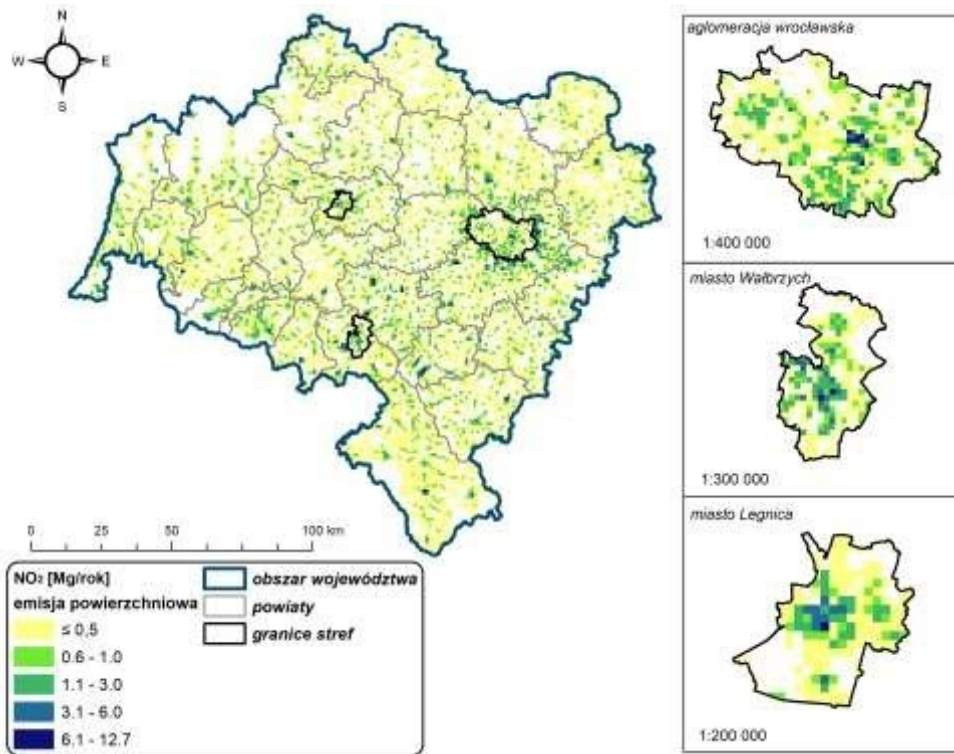 N
W E
S
0 25 50 100 km
NO₂ [Mg/rok]
emisja powierzchniowa
≤ 0,5
0.6 - 1.0
1.1 - 3.0
3.1 - 6.0
6.1 - 12.7
obszar województwa
powiaty
granice stref
aglomeracja wrocławska
1:400 000
miasto Wałbrzych
1:300 000
miasto Legnica
1:200 000